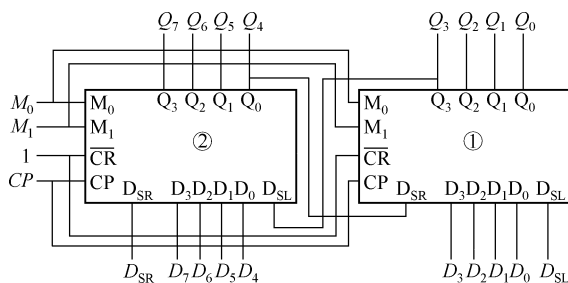 Q7 Q6 Q5 Q4 Q3 Q2 Q1 Q0
M0 M0 Q3 Q2 Q1 Q0 M0 Q3 Q2 Q1 Q0
M1 M1 ② M1 ①
1 C̅R̅ C̅R̅
CP CP CP
DSR D3 D2 D1 D0 DSL DSR D3 D2 D1 D0 DSL
DSR D7 D6 D5 D4 D3 D2 D1 D0 DSL